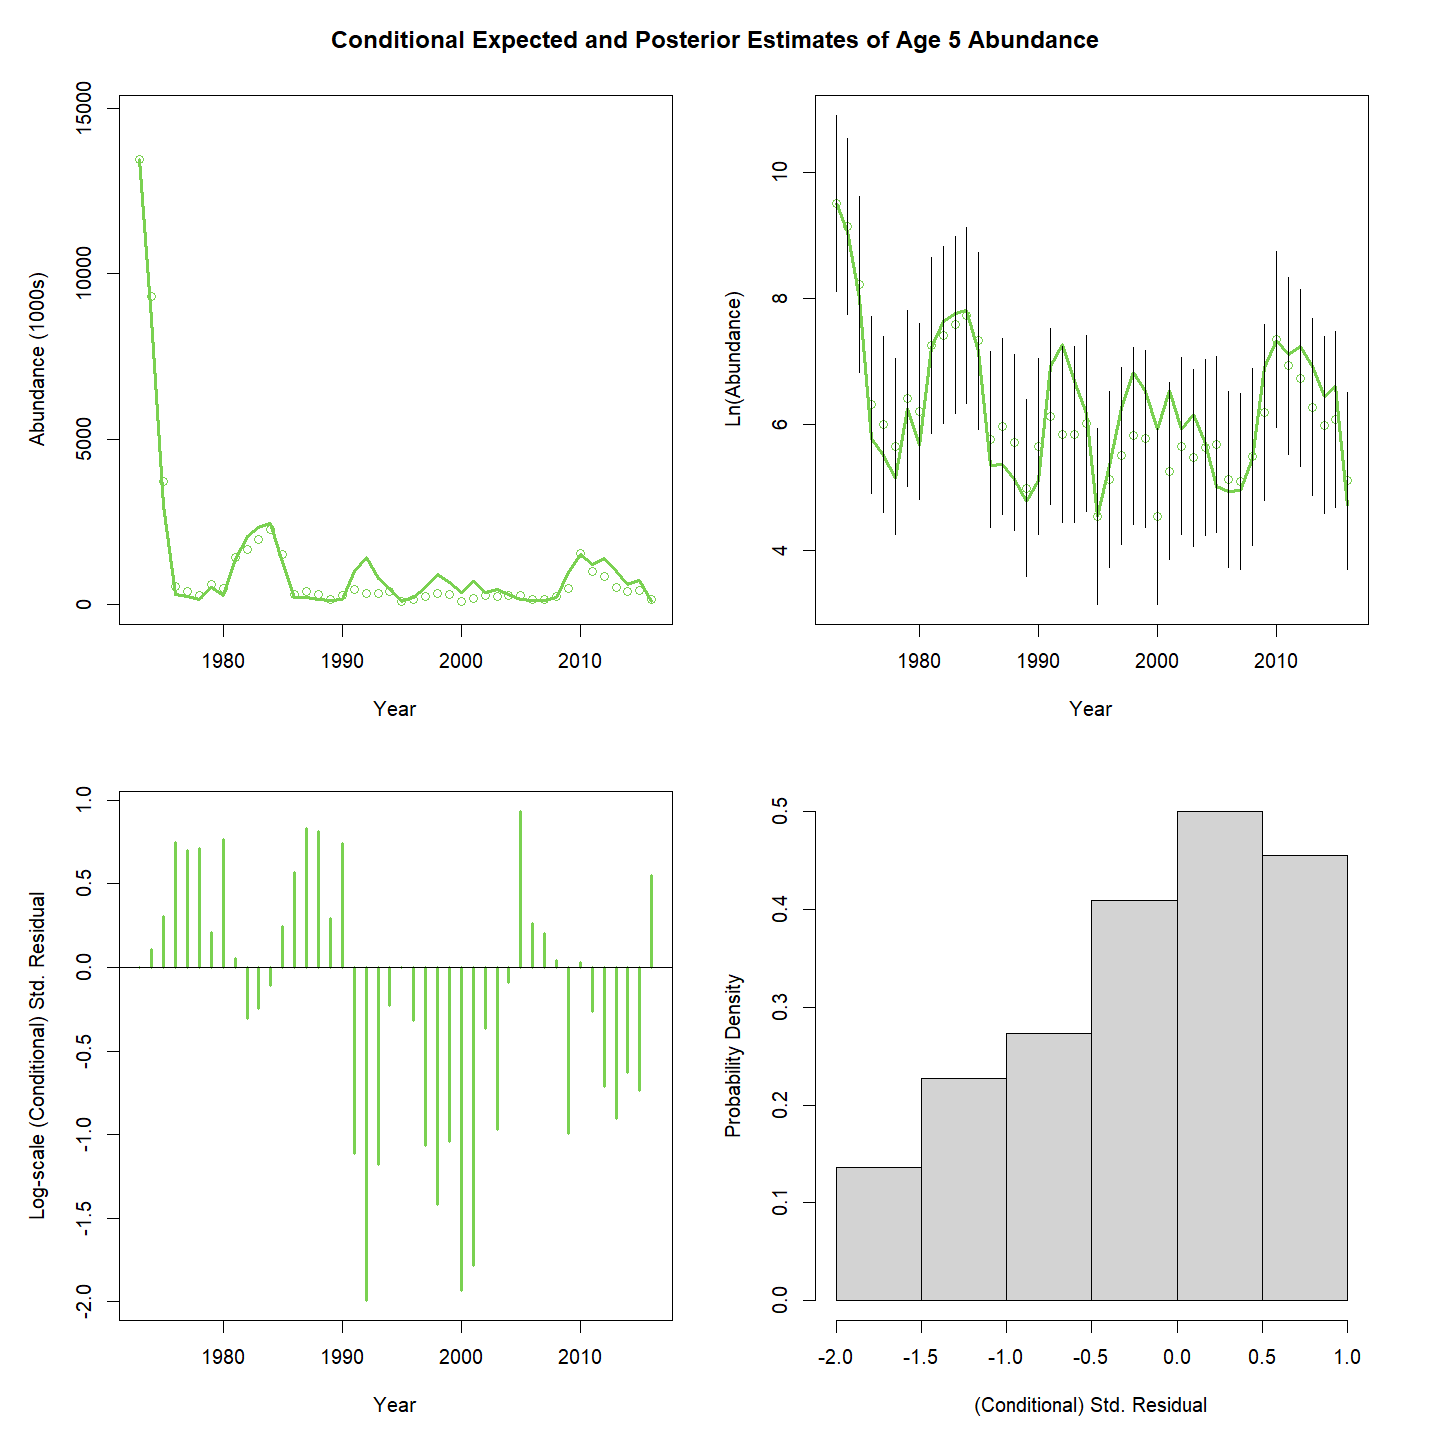 Conditional Expected and Posterior Estimates of Age 5 Abundance
Abundance (1000s)
15000
10000
5000
0
1980 1990 2000 2010
Year
Ln(Abundance)
10
8
6
4
1980 1990 2000 2010
Year
Log-scale (Conditional) Std. Residual
1.0
0.5
0.0
-0.5
-1.0
-1.5
-2.0
1980 1990 2000 2010
Year
Probability Density
0.5
0.4
0.3
0.2
0.1
0.0
-2.0 -1.5 -1.0 -0.5 0.0 0.5 1.0
(Conditional) Std. Residual